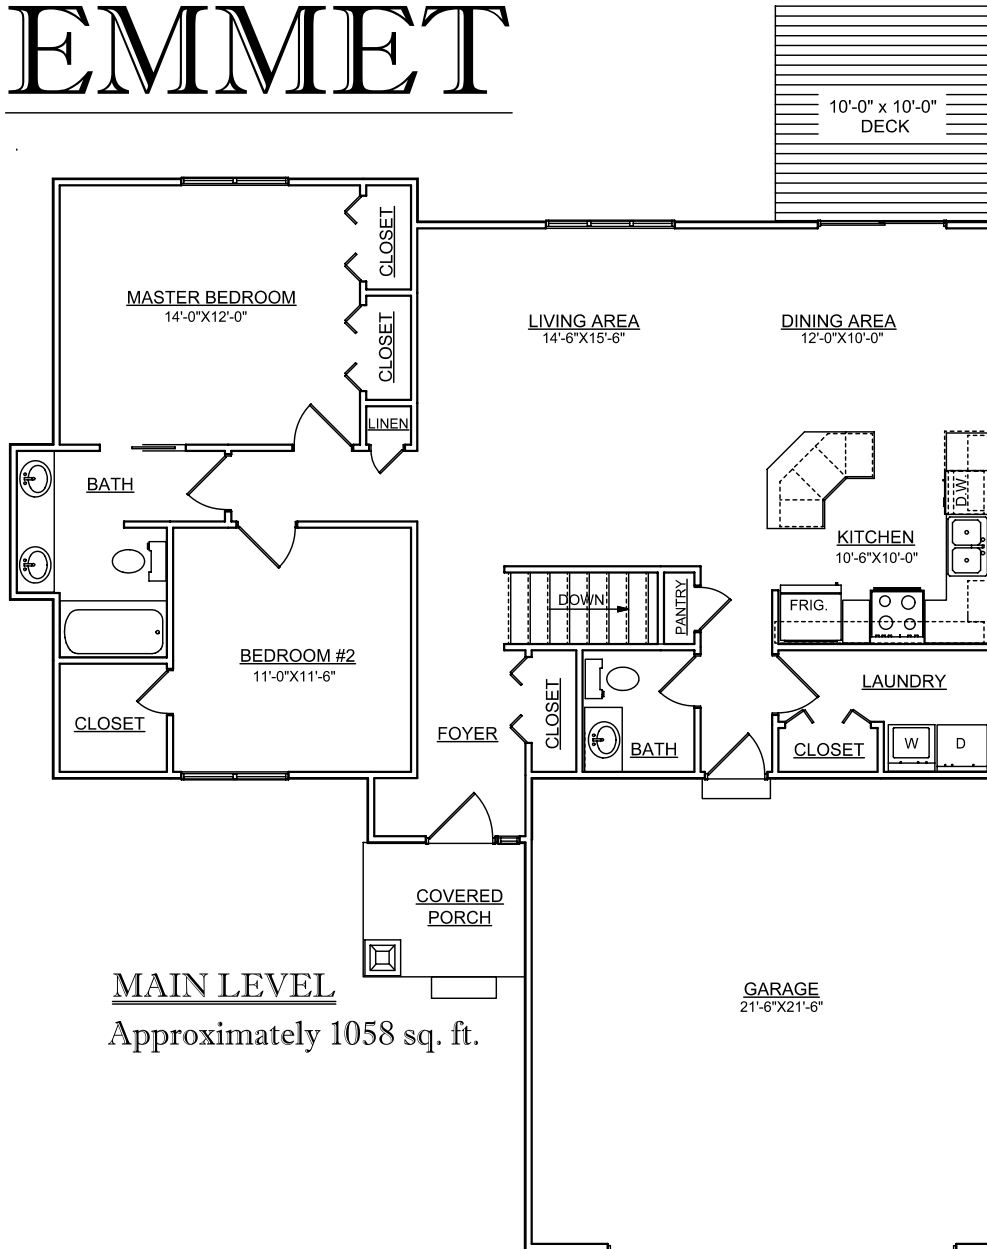 EMMET
10'-0" x 10'-0"
DECK
CLOSET
MASTER BEDROOM
14'-0"X12'-0"
CLOSET
LIVING AREA
14'-6"X15'-6"
DINING AREA
12'-0"X10'-0"
LINEN
BATH
D.W.
KITCHEN
10'-6"X10'-0"
DOWN
PANTRY
FRIG.
BEDROOM #2
11'-0"X11'-6"
CLOSET
FOYER
CLOSET
BATH
LAUNDRY
CLOSET
W
D
COVERED
PORCH
MAIN LEVEL
Approximately 1058 sq. ft.
GARAGE
21'-6"X21'-6"